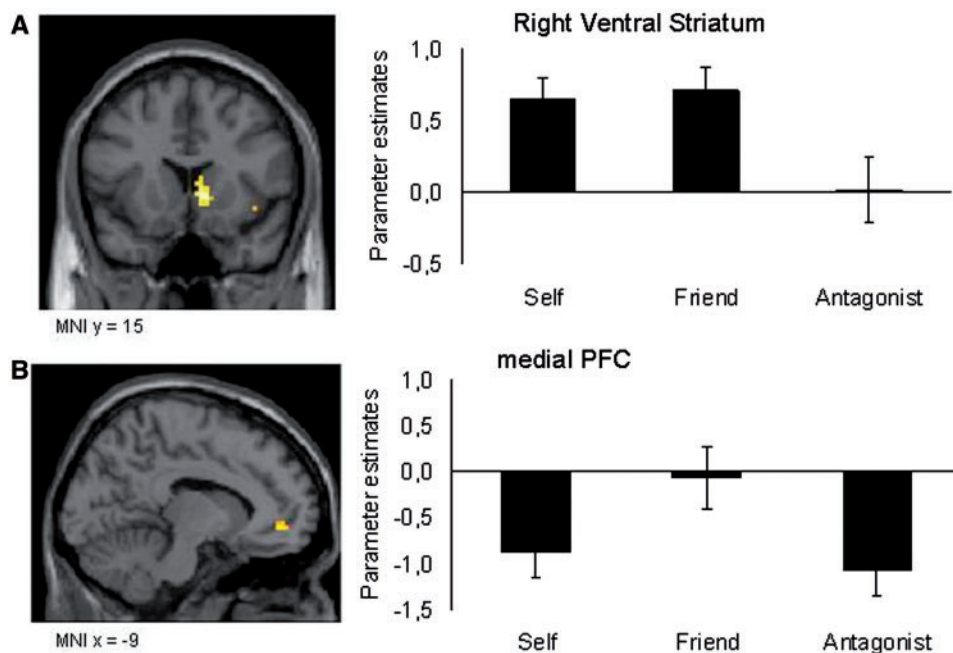 A
Right Ventral Striatum
Parameter estimates
1,0
0,5
0,0
-0,5
Self Friend Antagonist
MNI y = 15
B
medial PFC
Parameter estimates
1,0
0,5
0,0
-0,5
-1,0
-1,5
Self Friend Antagonist
MNI x = -9